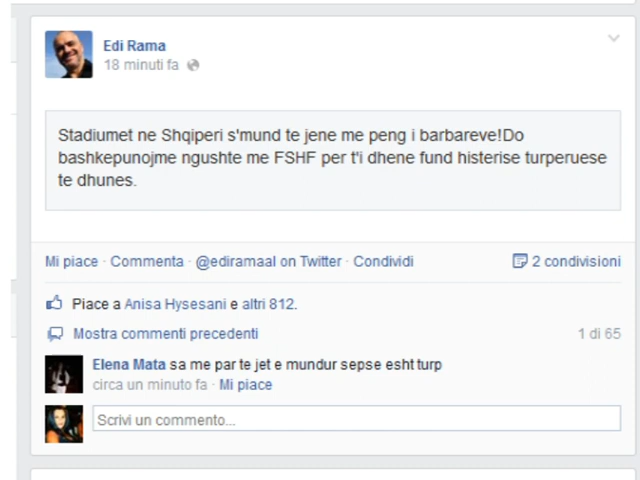 Edi Rama
18 minuti fa
Stadiumet ne Shqiperi s'mund te jene me peng i barbareve!Do
bashkepunojme ngushte me FSHF per t'i dhene fund histerise turperuese
te dhunes.
Mi piace · Commenta · @ediramaal on Twitter · Condividi 2 condivisioni
Piace a Anisa Hysesani e altri 812.
Mostra commenti precedenti 1 di 65
Elena Mata sa me par te jet e mundur sepse esht turp
circa un minuto fa · Mi piace
Scrivi un commento...